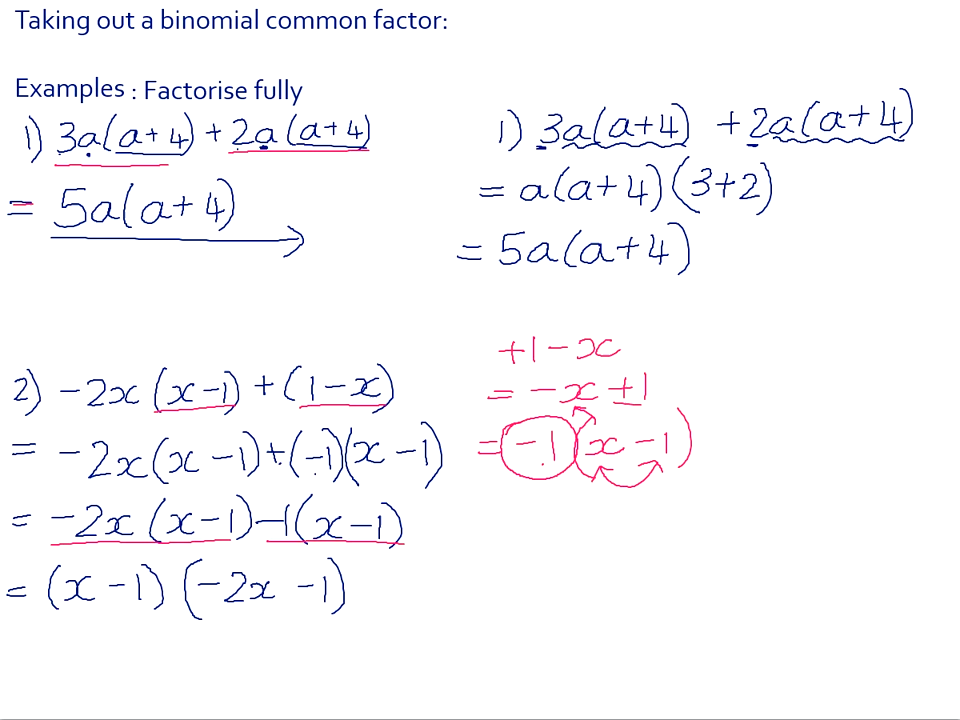 Taking out a binomial common factor:
Examples : Factorise fully
1) 3a(a+4) + 2a(a+4)
= 5a(a+4)
1) 3a(a+4) + 2a(a+4)
= a(a+4)(3+2)
= 5a(a+4)
2) -2x(x-1) + (1-x)
= -2x(x-1)+(-1)(x-1)
= -2x(x-1)-1(x-1)
= (x-1)(-2x-1)
+1-x
= -x+1
= -1(x-1)